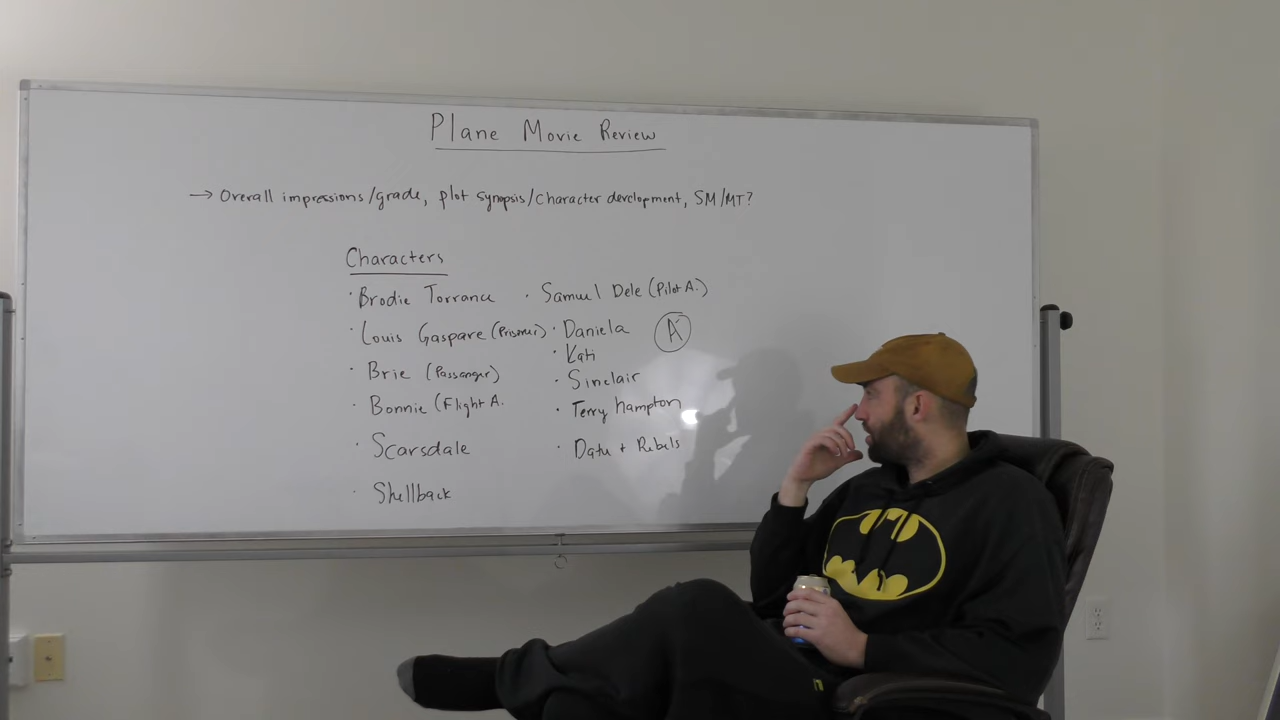 Plane Movie Review
→ Overall impressions/grade, plot synopsis/character development, SM/MT?
Characters
· Brodie Torrance
· Louis Gaspare (Prisoner)
· Brie (Passanger)
· Bonnie (Flight A.
· Scarsdale
· Shellback
· Samuel Dele (Pilot A.)
· Daniela
· Kati
· Sinclair
· Terry Hampton
· Datu + Rebels
A